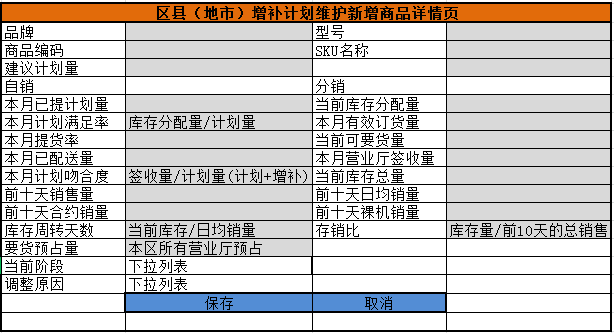 区县（地市）增补计划维护新增商品详情页
品牌 型号
商品编码 SKU名称
建议计划量
自销 分销
本月已提计划量 当前库存分配量
本月计划满足率 库存分配量/计划量 本月有效订货量
本月提货率 当前可要货量
本月已配送量 本月营业厅签收量
本月计划吻合度 签收量/计划量(计划+增补) 当前库存总量
前十天销售量 前十天日均销量
前十天合约销量 前十天裸机销量
库存周转天数 当前库存/日均销量 存销比 库存量/前10天的总销售
要货预占量 本区所有营业厅预占
当前阶段 下拉列表
调整原因 下拉列表
保存 取消